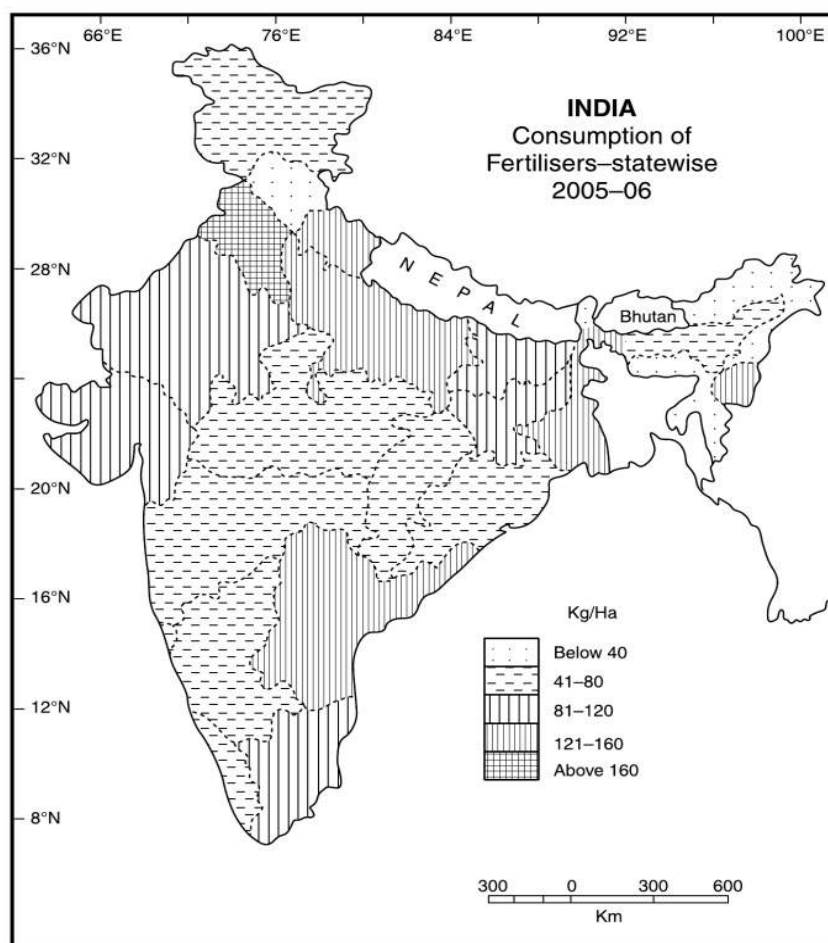 66°E 76°E 84°E 92°E 100°E
36°N
32°N
28°N
20°N
16°N
12°N
8°N
INDIA
Consumption of
Fertilisers–statewise
2005–06
NEPAL
Bhutan
Kg/Ha
Below 40
41–80
81–120
121–160
Above 160
300 0 300 600
Km